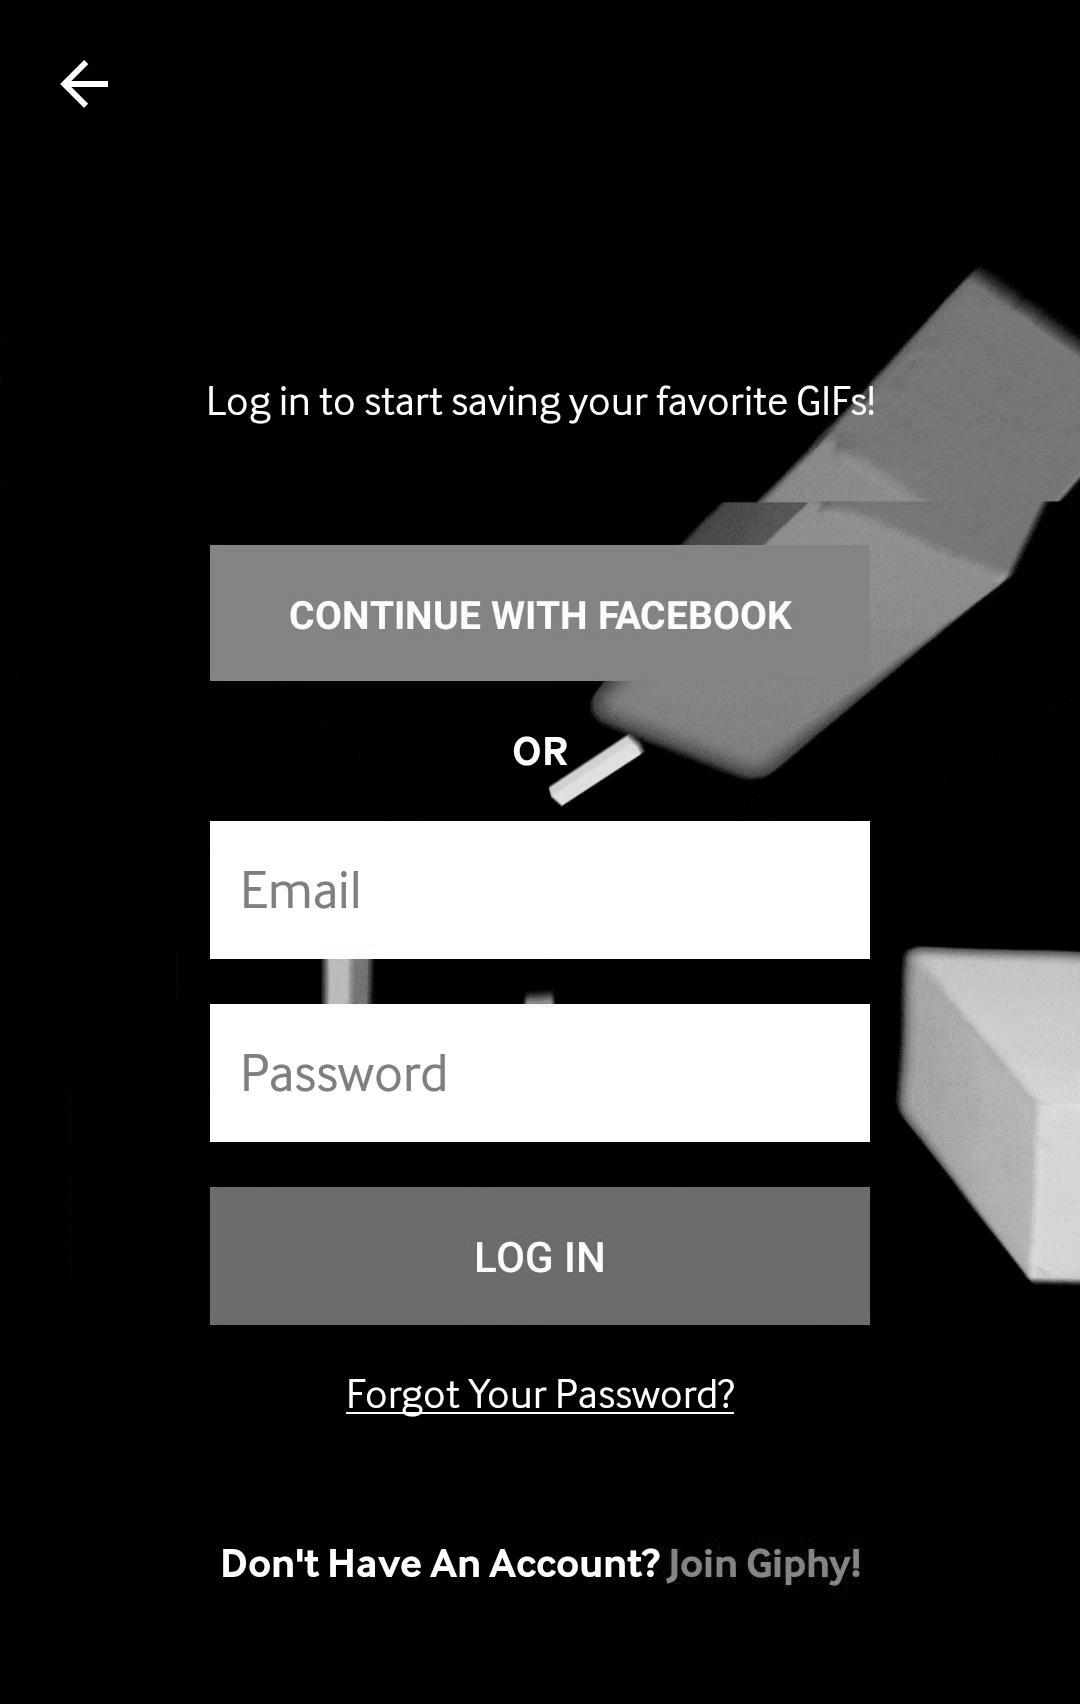 Log in to start saving your favorite GIFs!
CONTINUE WITH FACEBOOK
OR
Email
Password
LOG IN
Forgot Your Password?
Don't Have An Account? Join Giphy!